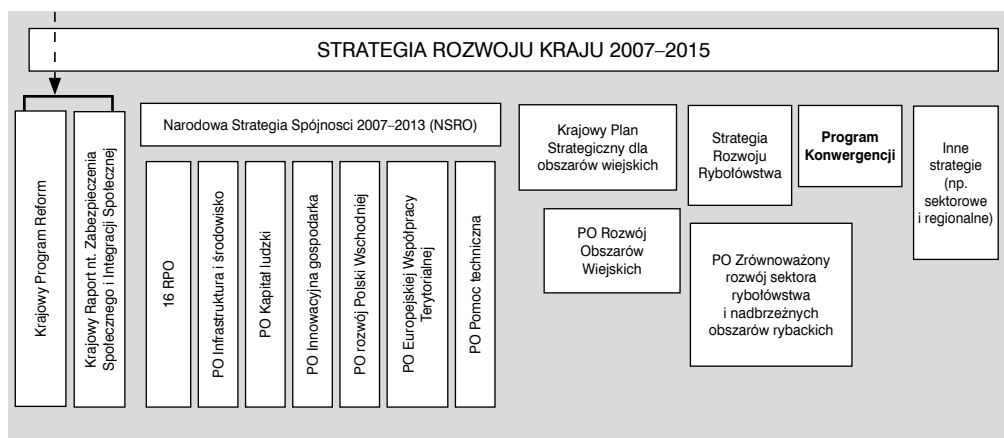 STRATEGIA ROZWOJU KRAJU 2007–2015
Krajowy Program Reform
Krajowy Raport nt. Zabezpieczenia
Społecznego i Integracji Społecznej
Narodowa Strategia Spójnosci 2007–2013 (NSRO)
16 RPO
PO Infrastruktura i środowisko
PO Kapitał ludzki
PO Innowacyjna gospodarka
PO rozwój Polski Wschodniej
PO Europejskiej Współpracy
Terytorialnej
PO Pomoc techniczna
Krajowy Plan
Strategiczny dla
obszarów wiejskich
PO Rozwój
Obszarów
Wiejskich
Strategia
Rozwoju
Rybołówstwa
PO Zrównoważony
rozwój sektora
rybołówstwa
i nadbrzeżnych
obszarów rybackich
Program
Konwergencji
Inne
strategie
(np.
sektorowe
i regionalne)